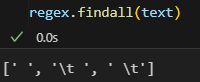 regex.findall(text)
✓ 0.0s
[' ', '\t ', ' \t']